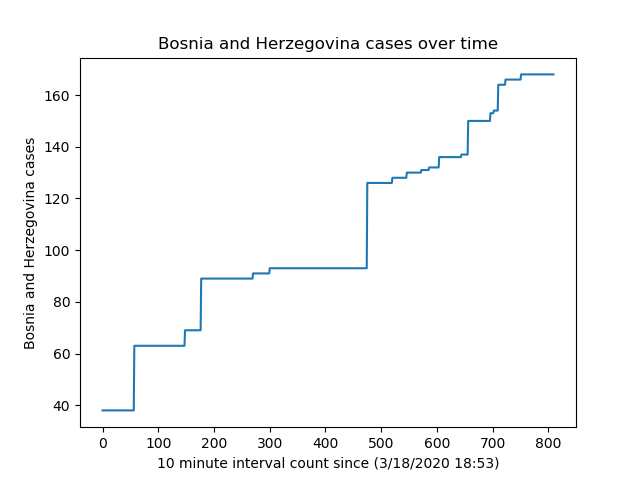 Bosnia and Herzegovina cases over time
Bosnia and Herzegovina cases
160
140
120
100
80
60
40
0 100 200 300 400 500 600 700 800
10 minute interval count since (3/18/2020 18:53)